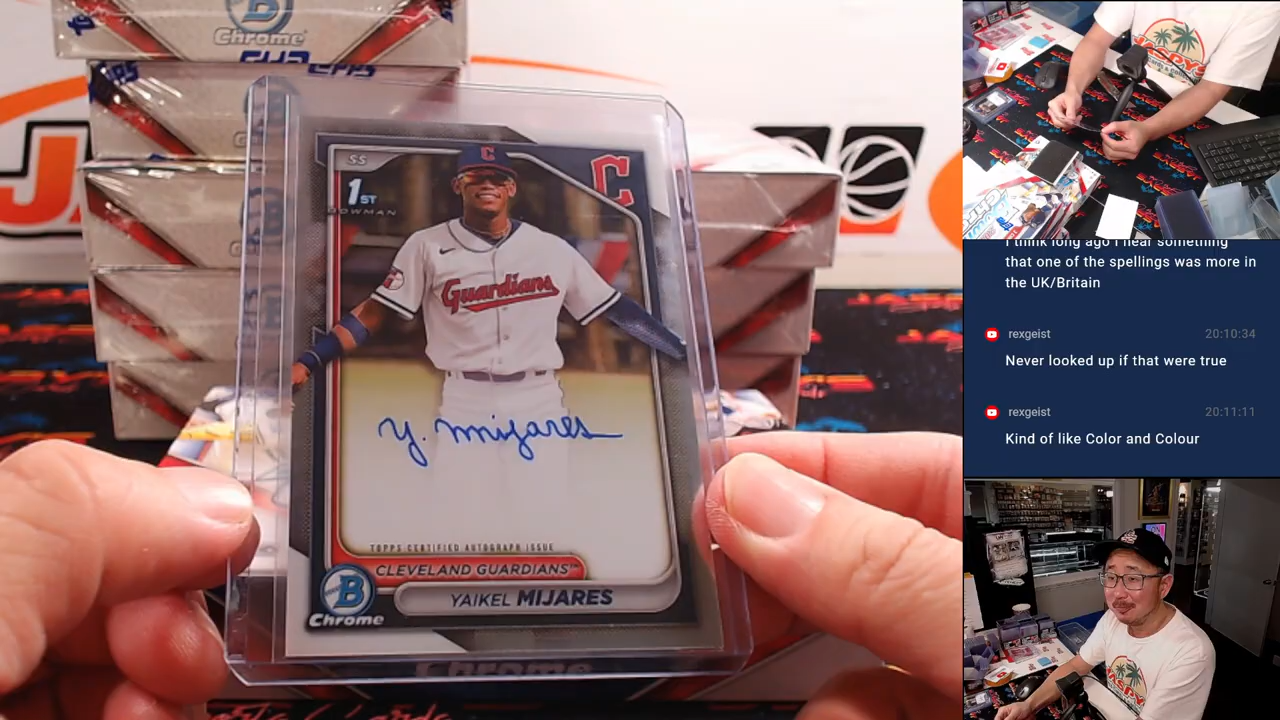 Chrome
SS
1ST
BOWMAN
C
C
Guardians
y. mijares
TOPPS CERTIFIED AUTOGRAPH ISSUE
CLEVELAND GUARDIANS™
B
YAIKEL MIJARES
Chrome
Chrome
I think long ago I hear something
that one of the spellings was more in
the UK/Britain
rexgeist 20:10:34
Never looked up if that were true
rexgeist 20:11:11
Kind of like Color and Colour